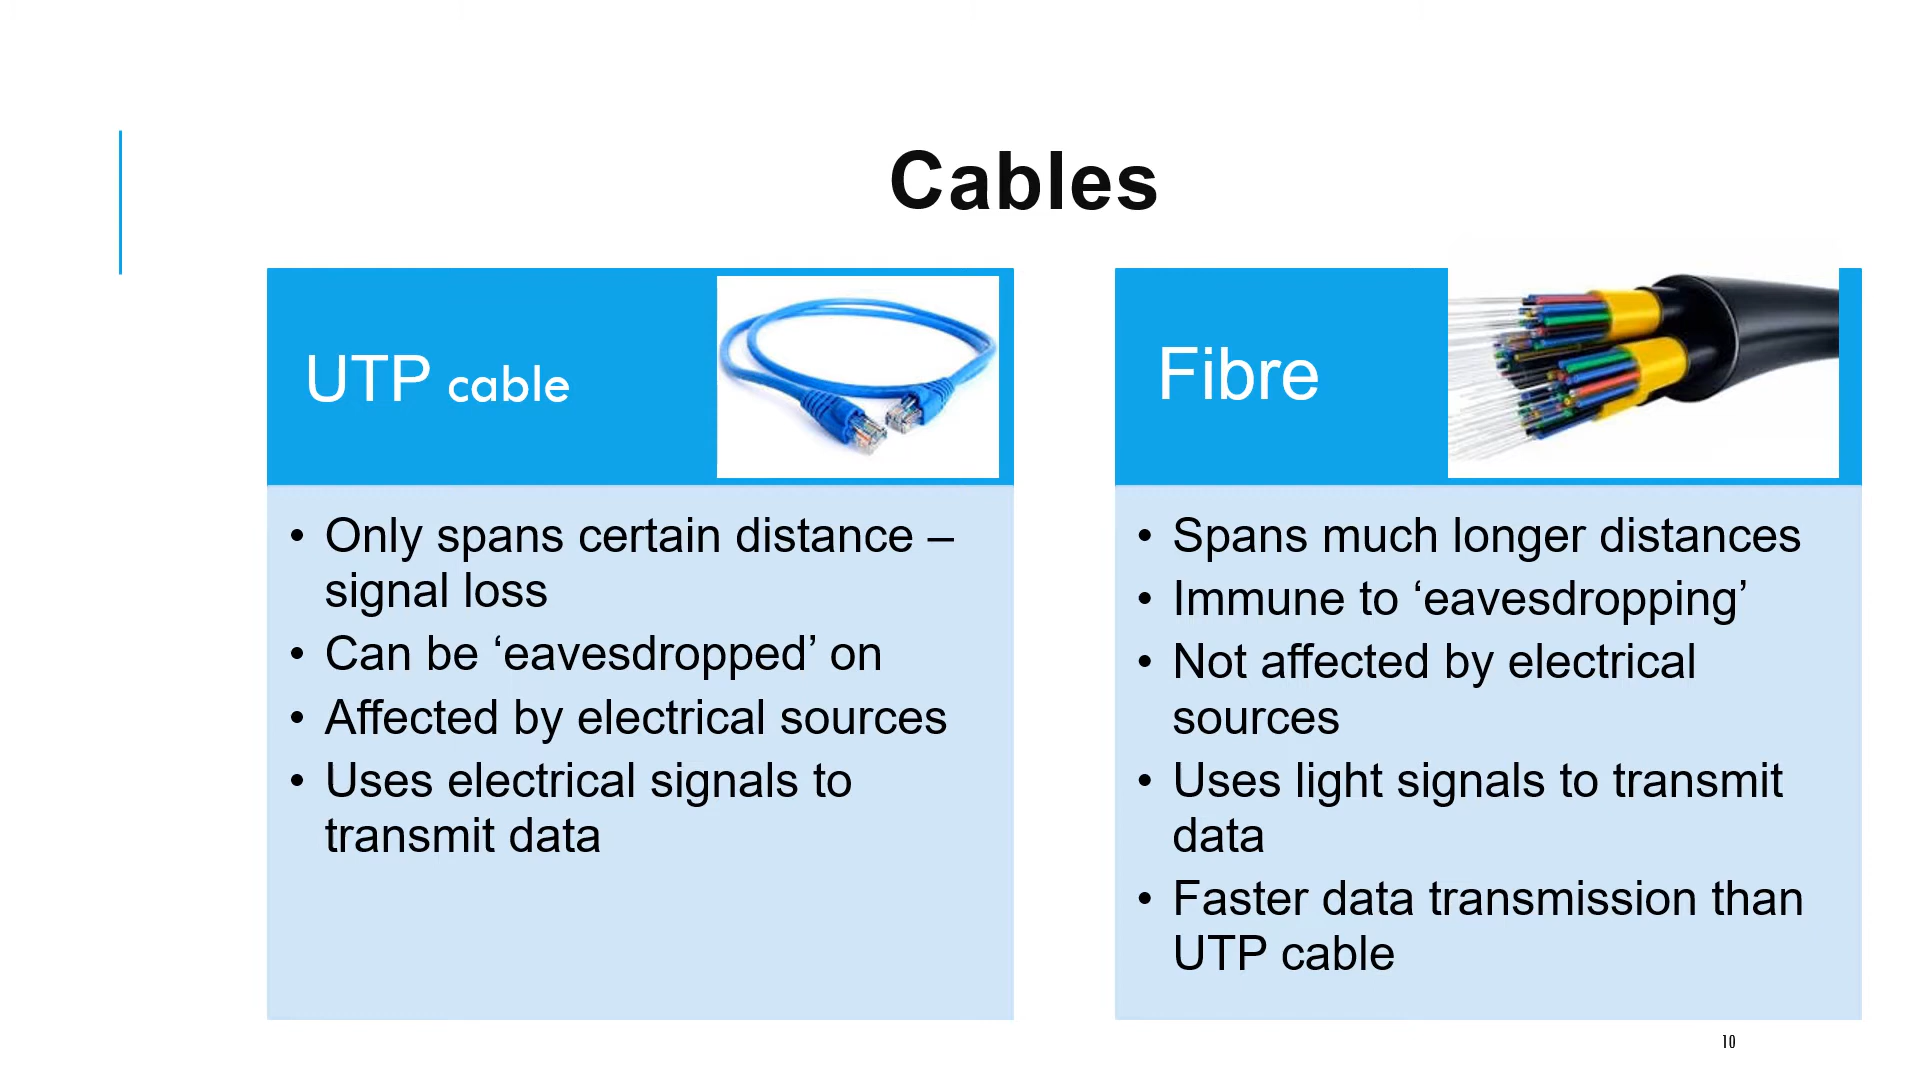 Cables
UTP cable
• Only spans certain distance –
signal loss
• Can be ‘eavesdropped’ on
• Affected by electrical sources
• Uses electrical signals to
transmit data
Fibre
• Spans much longer distances
• Immune to ‘eavesdropping’
• Not affected by electrical
sources
• Uses light signals to transmit
data
• Faster data transmission than
UTP cable
10